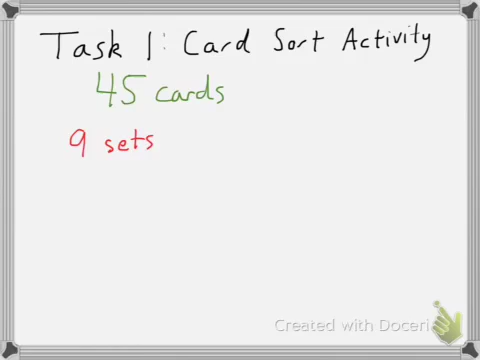 Task 1: Card Sort Activity
45 cards
9 sets
Created with Doceri